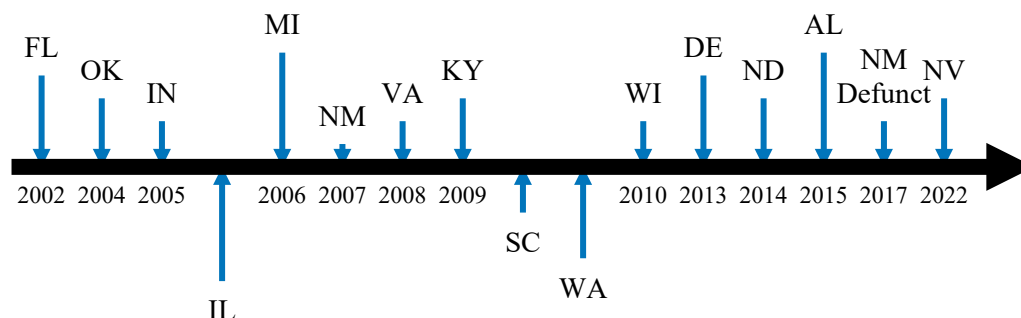 MI
AL
FL
KY
DE
OK
ND
NM
NV
IN
VA
WI
Defunct
NM
2002
2004
2005
2006
2007
2008
2009
2010
2013
2014
2015
2017
2022
SC
WA
IL